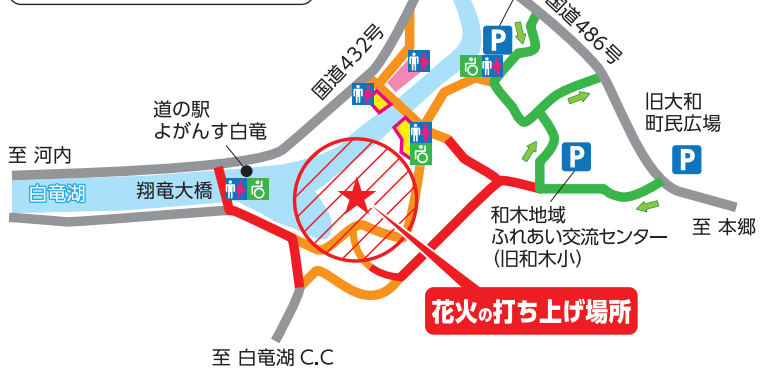 国道432号
国道486号
P
道の駅
よがんす白竜
旧大和
町民広場
P
P
至 河内
白竜湖
翔竜大橋
和木地域
ふれあい交流センター
(旧和木小)
至 本郷
花火の打ち上げ場所
至 白竜湖 C.C